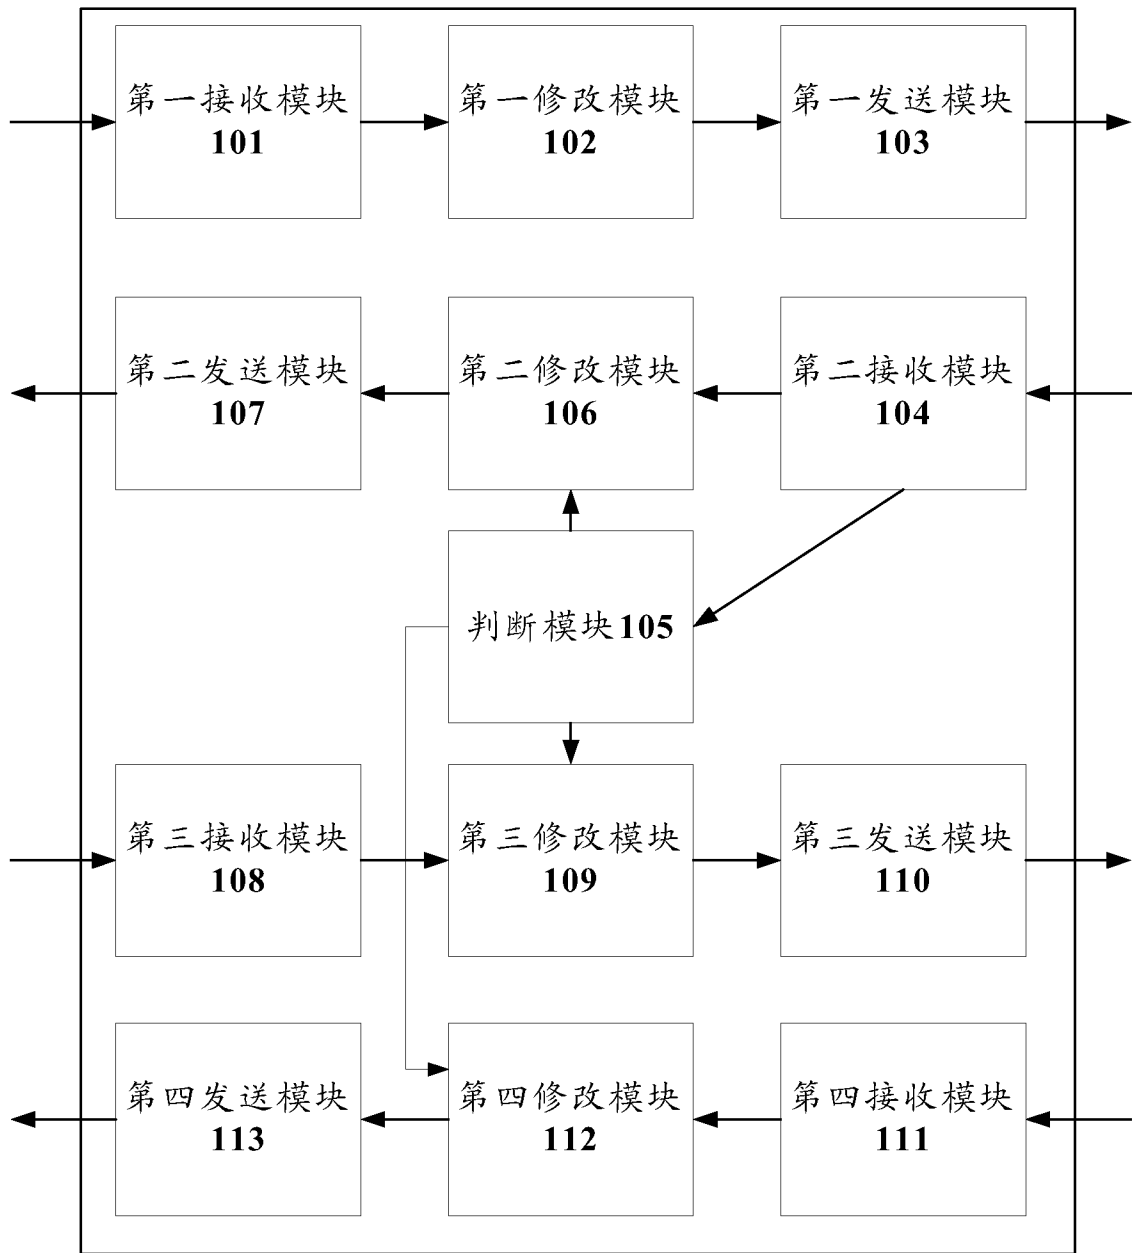 第一接收模块
101
第一修改模块
102
第一发送模块
103
第二发送模块
107
第二修改模块
106
第二接收模块
104
判断模块105
第三接收模块
108
第三修改模块
109
第三发送模块
110
第四发送模块
113
第四修改模块
112
第四接收模块
111